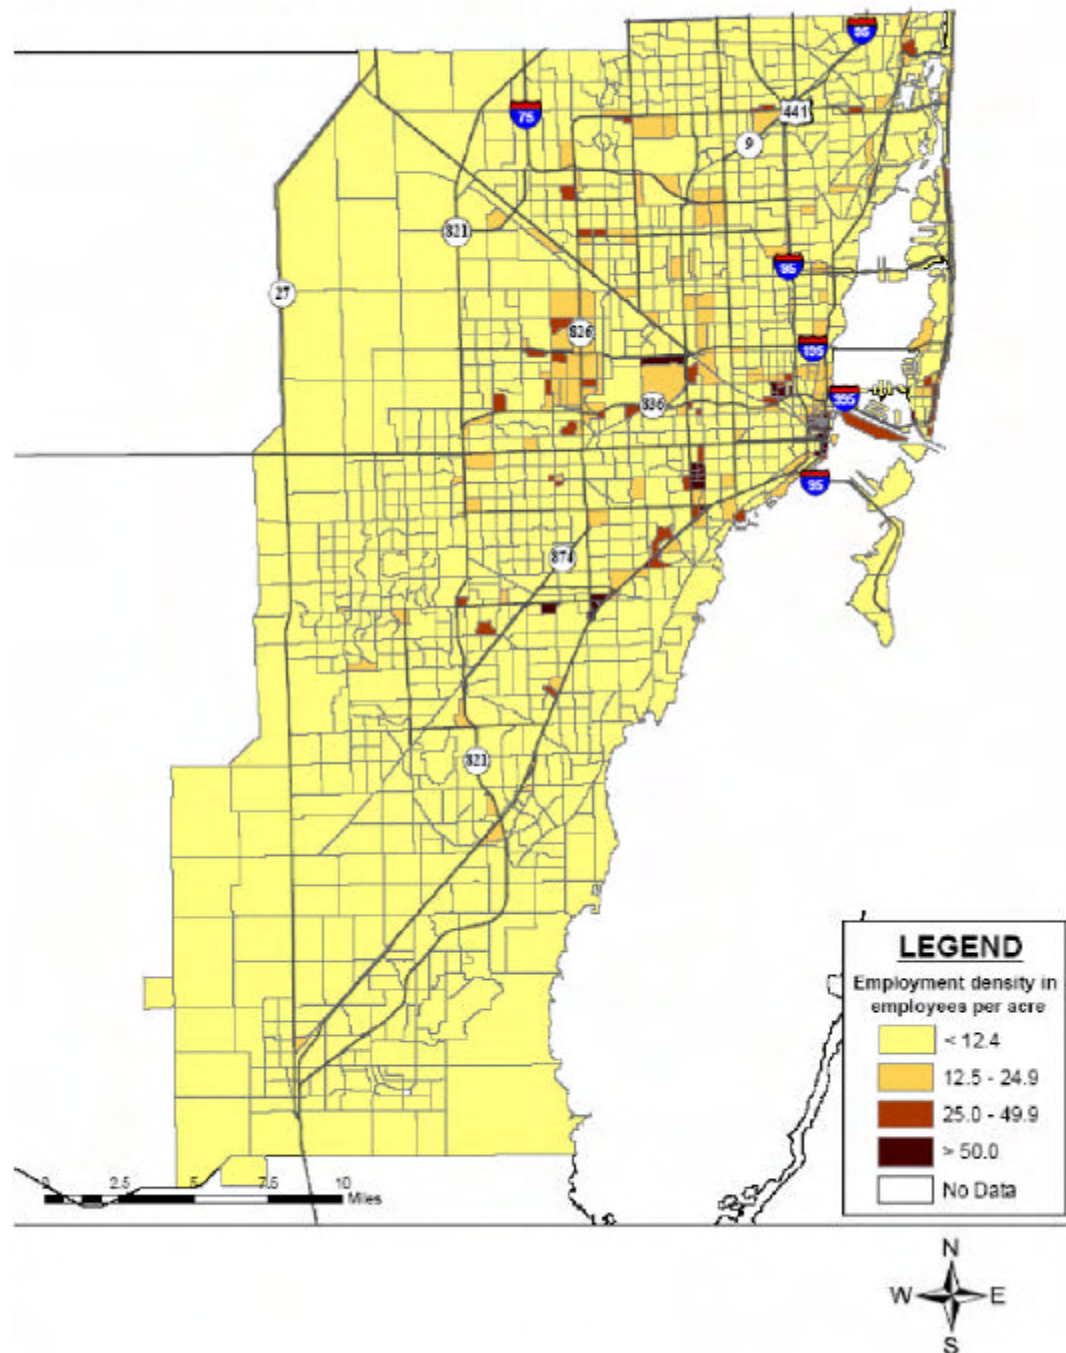 95
75
441
9
821
95
27
826
195
836
395
95
874
821
LEGEND
Employment density in
employees per acre
< 12.4
12.5 - 24.9
25.0 - 49.9
> 50.0
No Data
0 2.5 5 7.5 10
Miles
N
W E
S